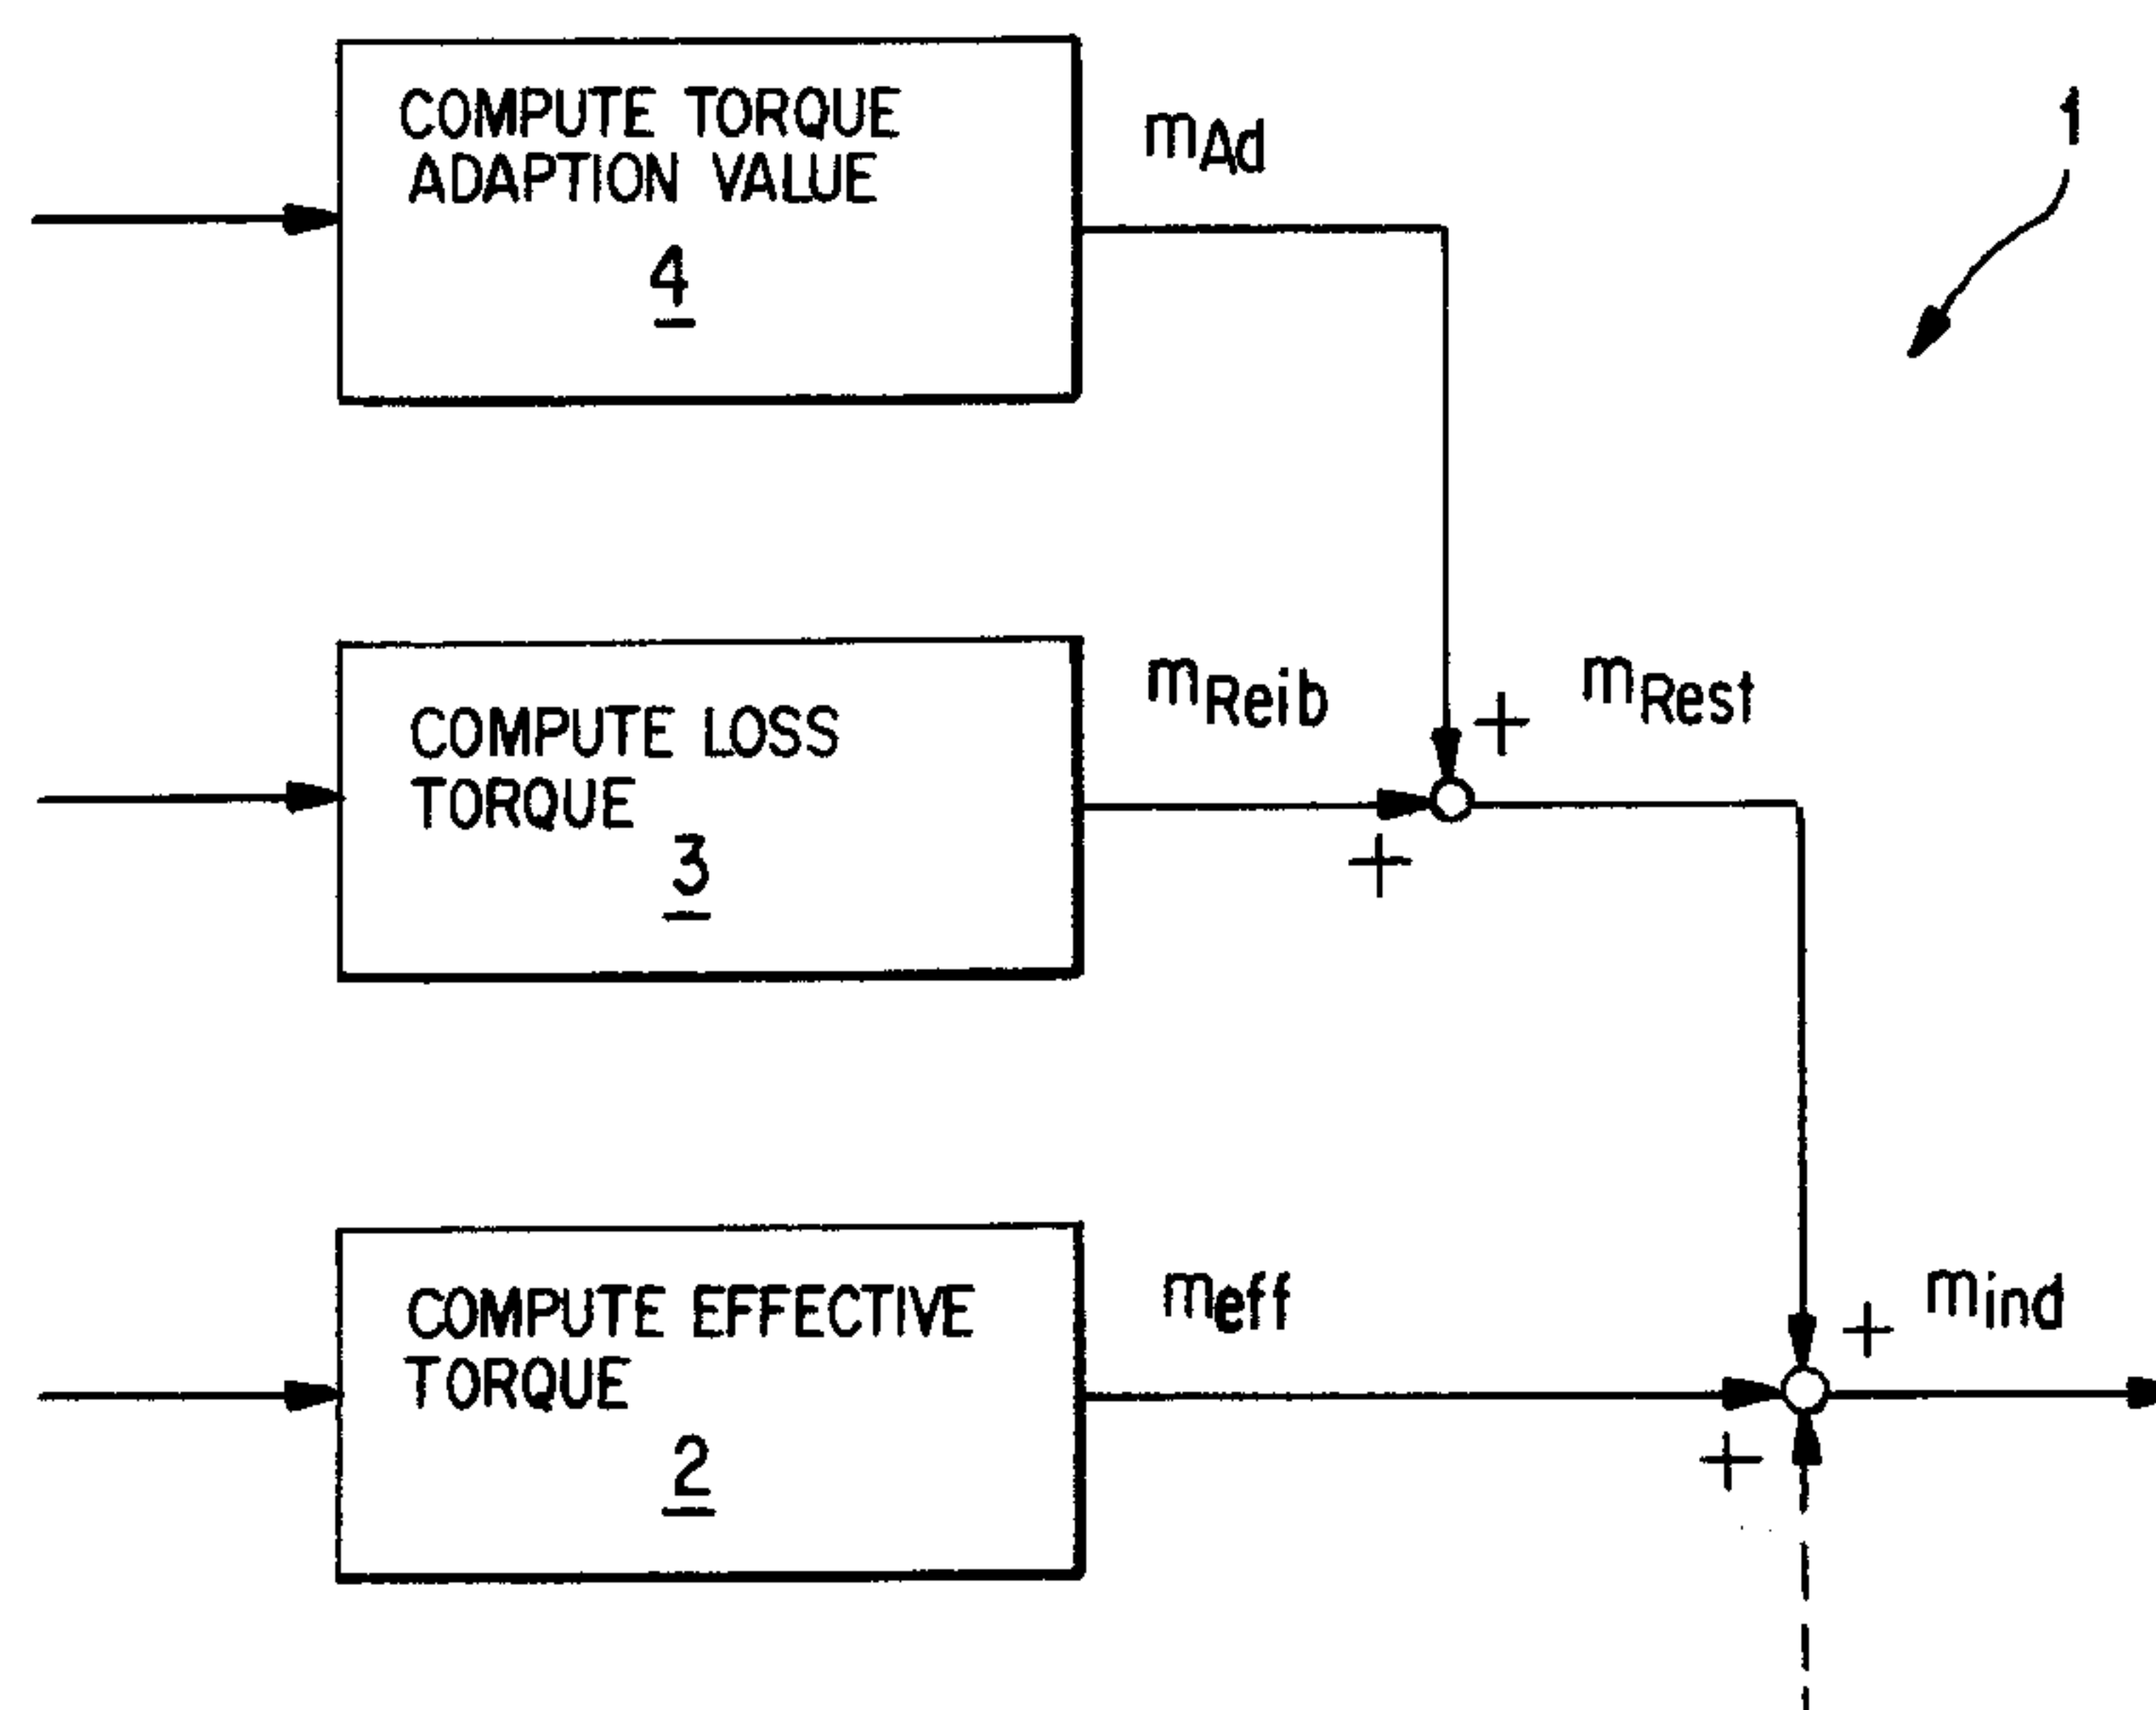 COMPUTE TORQUE
ADAPTION VALUE
4
mAd
1
COMPUTE LOSS
TORQUE
3
mReib
+
+
mRest
COMPUTE EFFECTIVE
TORQUE
2
meff
+
+
mind